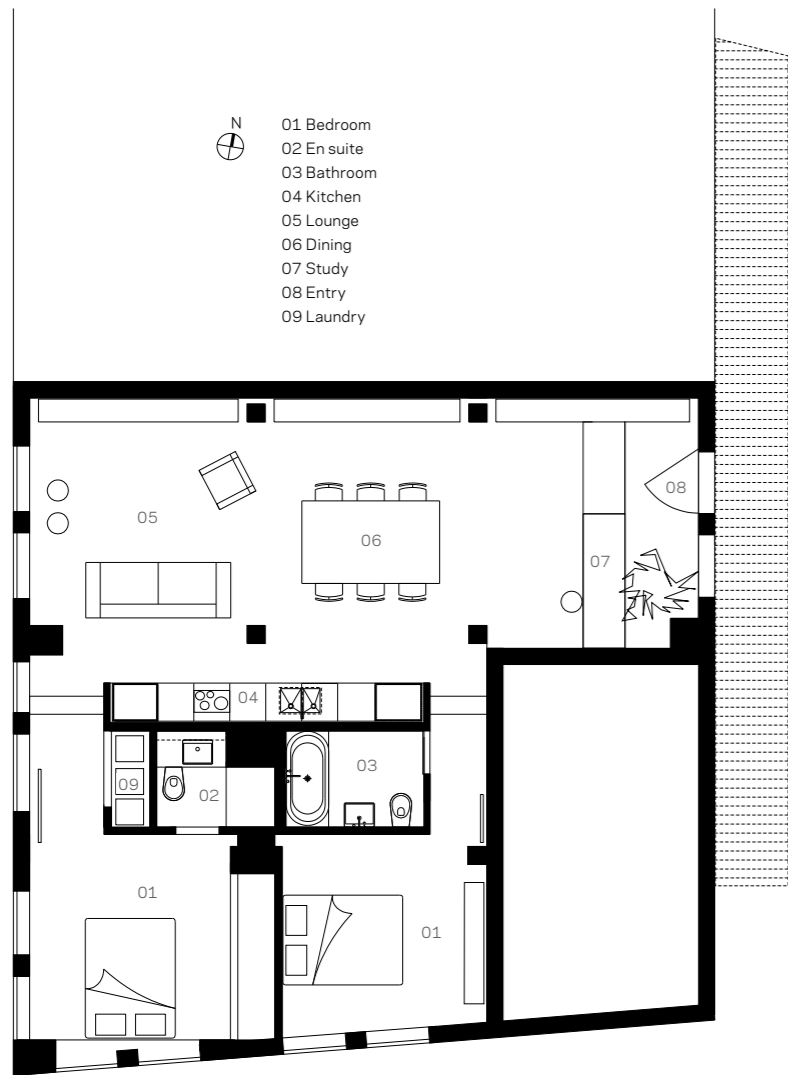 N
01 Bedroom
02 En suite
03 Bathroom
04 Kitchen
05 Lounge
06 Dining
07 Study
08 Entry
09 Laundry
08
05
06
07
04
03
09
02
01
01